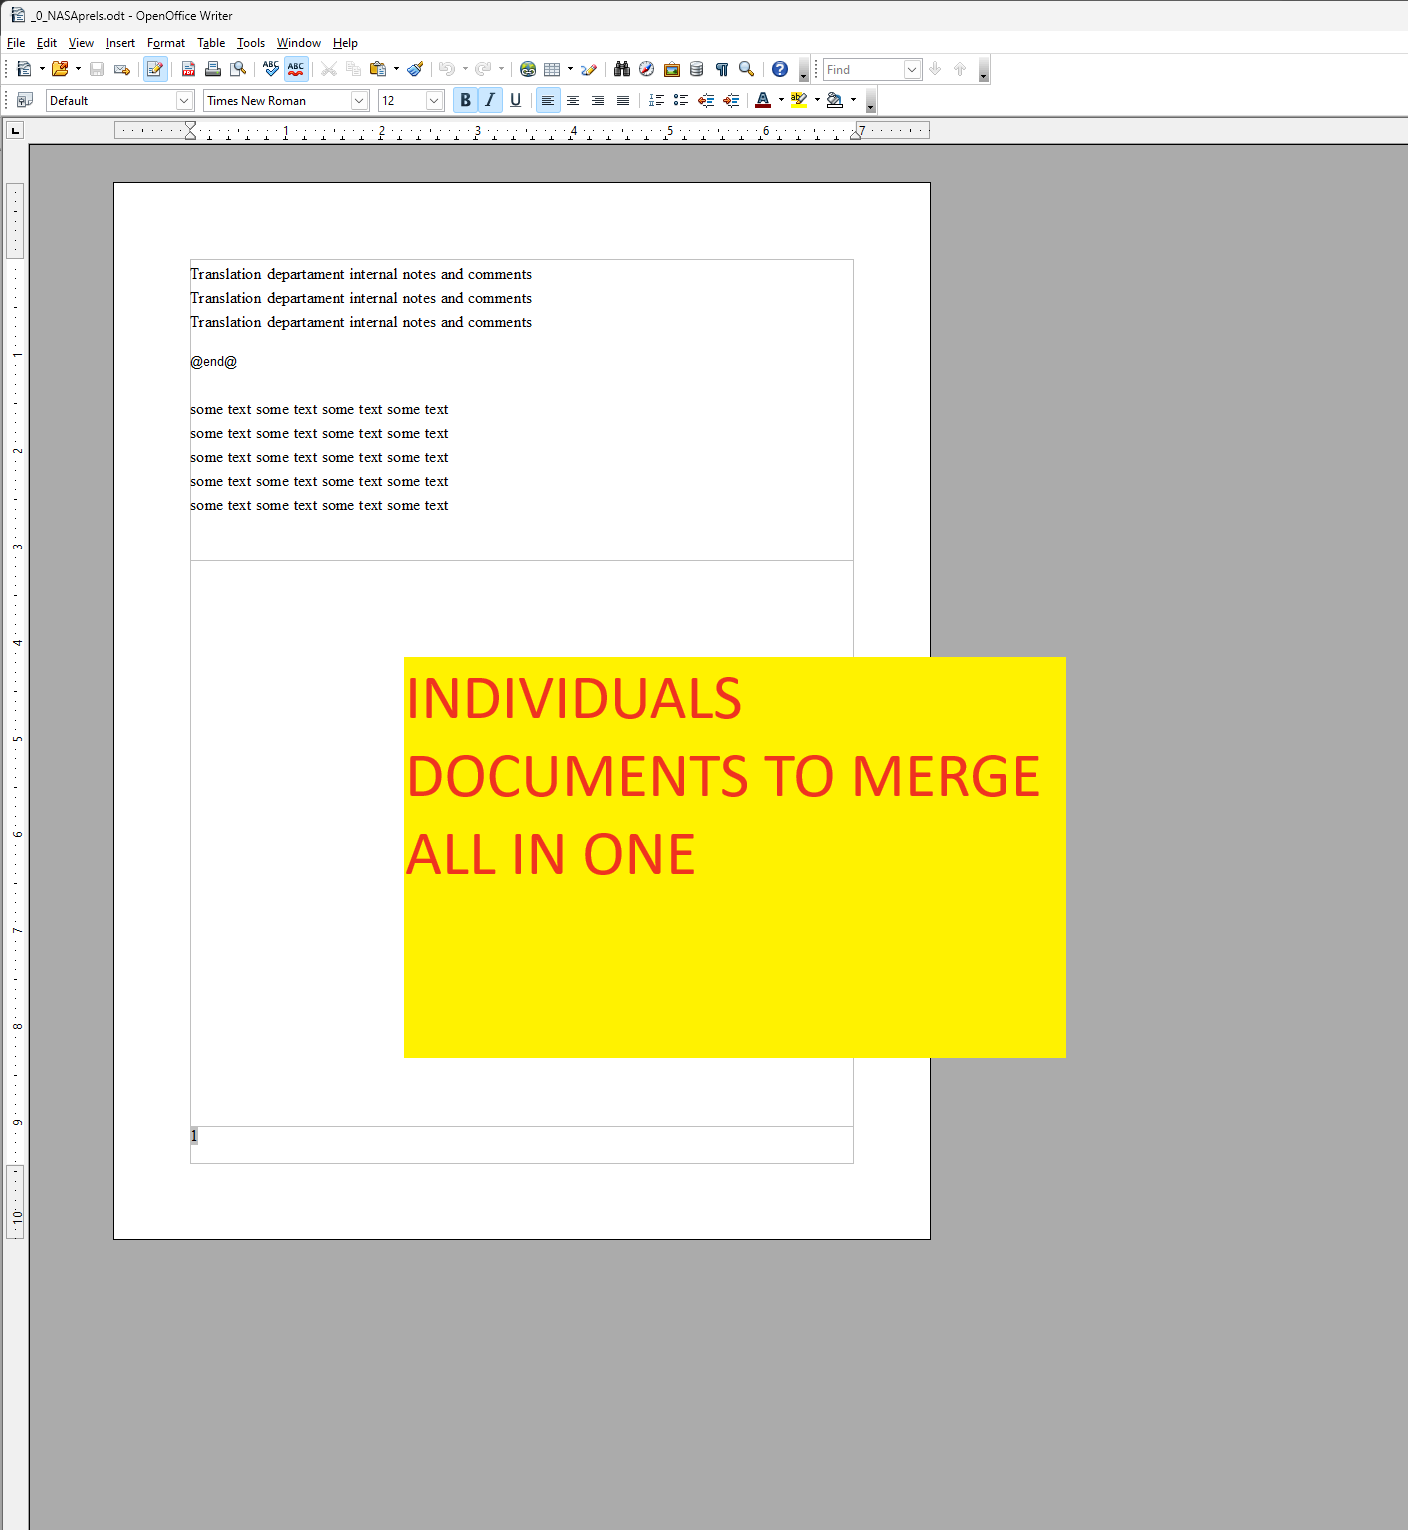 _0_NASAprels.odt - OpenOffice Writer
File Edit View Insert Format Table Tools Window Help
Find
Default Times New Roman 12 B I U
1 2 3 4 5 6 7
Translation departament internal notes and comments
Translation departament internal notes and comments
Translation departament internal notes and comments
@end@
some text some text some text some text
some text some text some text some text
some text some text some text some text
some text some text some text some text
some text some text some text some text
INDIVIDUALS
DOCUMENTS TO MERGE
ALL IN ONE
1
1
2
3
4
5
6
7
8
9
10